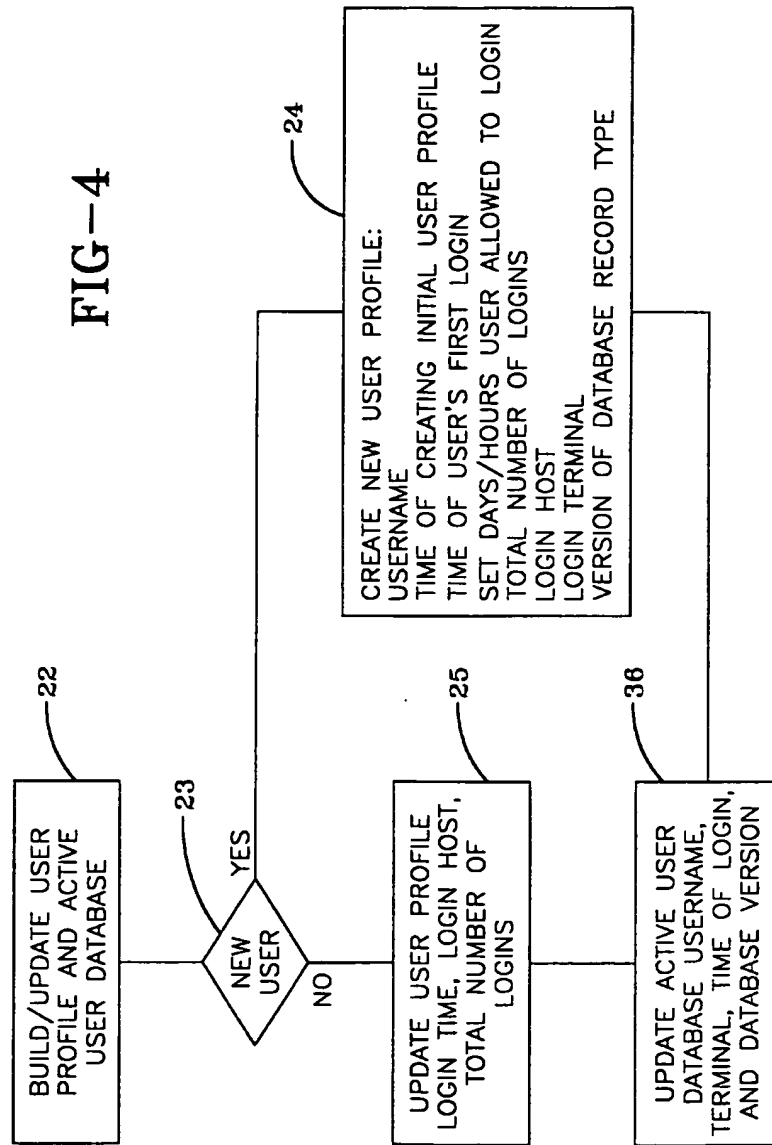 FIG-4
22
BUILD/UPDATE USER
PROFILE AND ACTIVE
USER DATABASE
23
NEW
USER
YES
NO
24
CREATE NEW USER PROFILE:
USERNAME
TIME OF CREATING INITIAL USER PROFILE
TIME OF USER'S FIRST LOGIN
SET DAYS/HOURS USER ALLOWED TO LOGIN
TOTAL NUMBER OF LOGINS
LOGIN HOST
LOGIN TERMINAL
VERSION OF DATABASE RECORD TYPE
25
UPDATE USER PROFILE
LOGIN TIME, LOGIN HOST,
TOTAL NUMBER OF
LOGINS
36
UPDATE ACTIVE USER
DATABASE USERNAME,
TERMINAL, TIME OF LOGIN,
AND DATABASE VERSION